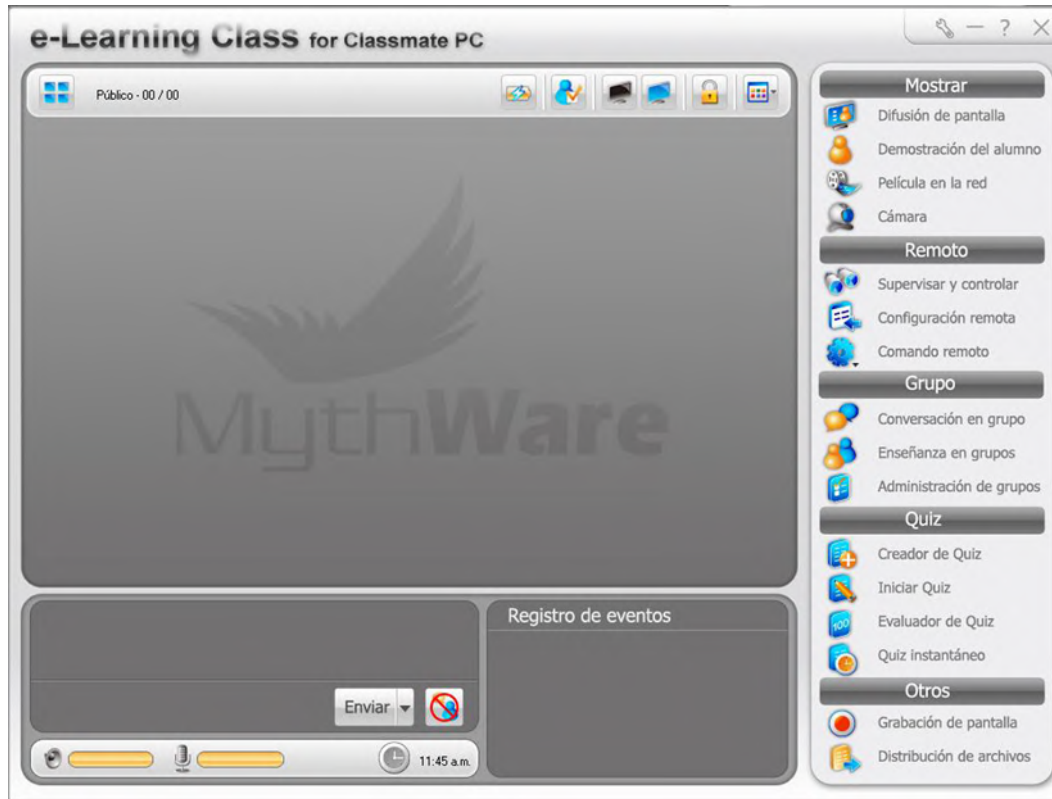 e-Learning Class for Classmate PC
Público - 00 / 00
MythWare
Enviar
11:45 a.m.
Registro de eventos
Mostrar
Difusión de pantalla
Demostración del alumno
Película en la red
Cámara
Remoto
Supervisar y controlar
Configuración remota
Comando remoto
Grupo
Conversación en grupo
Enseñanza en grupos
Administración de grupos
Quiz
Creador de Quiz
Iniciar Quiz
100
Evaluador de Quiz
Quiz instantáneo
Otros
Grabación de pantalla
Distribución de archivos